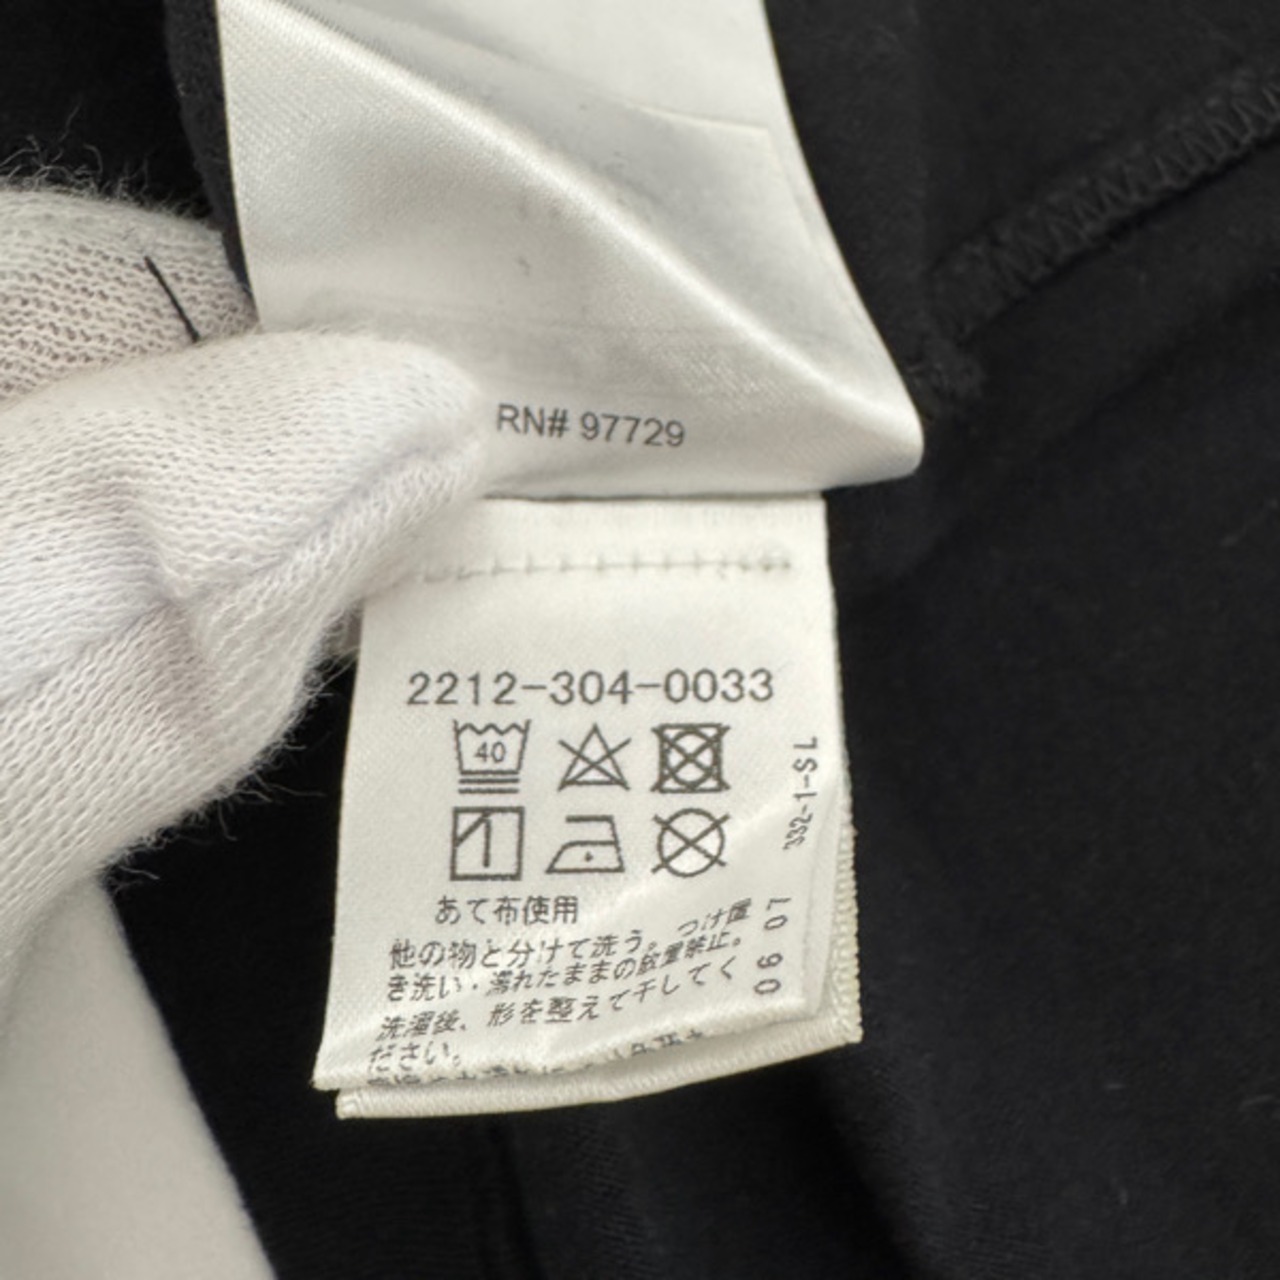 RN# 97729
2212-304-0033
40
あて布使用
他の物と分けて洗う。つけ置
き洗い・濡れたままの放置禁止。
洗濯後、形を整えて干してく
ださい。
332-1-SL
06 07